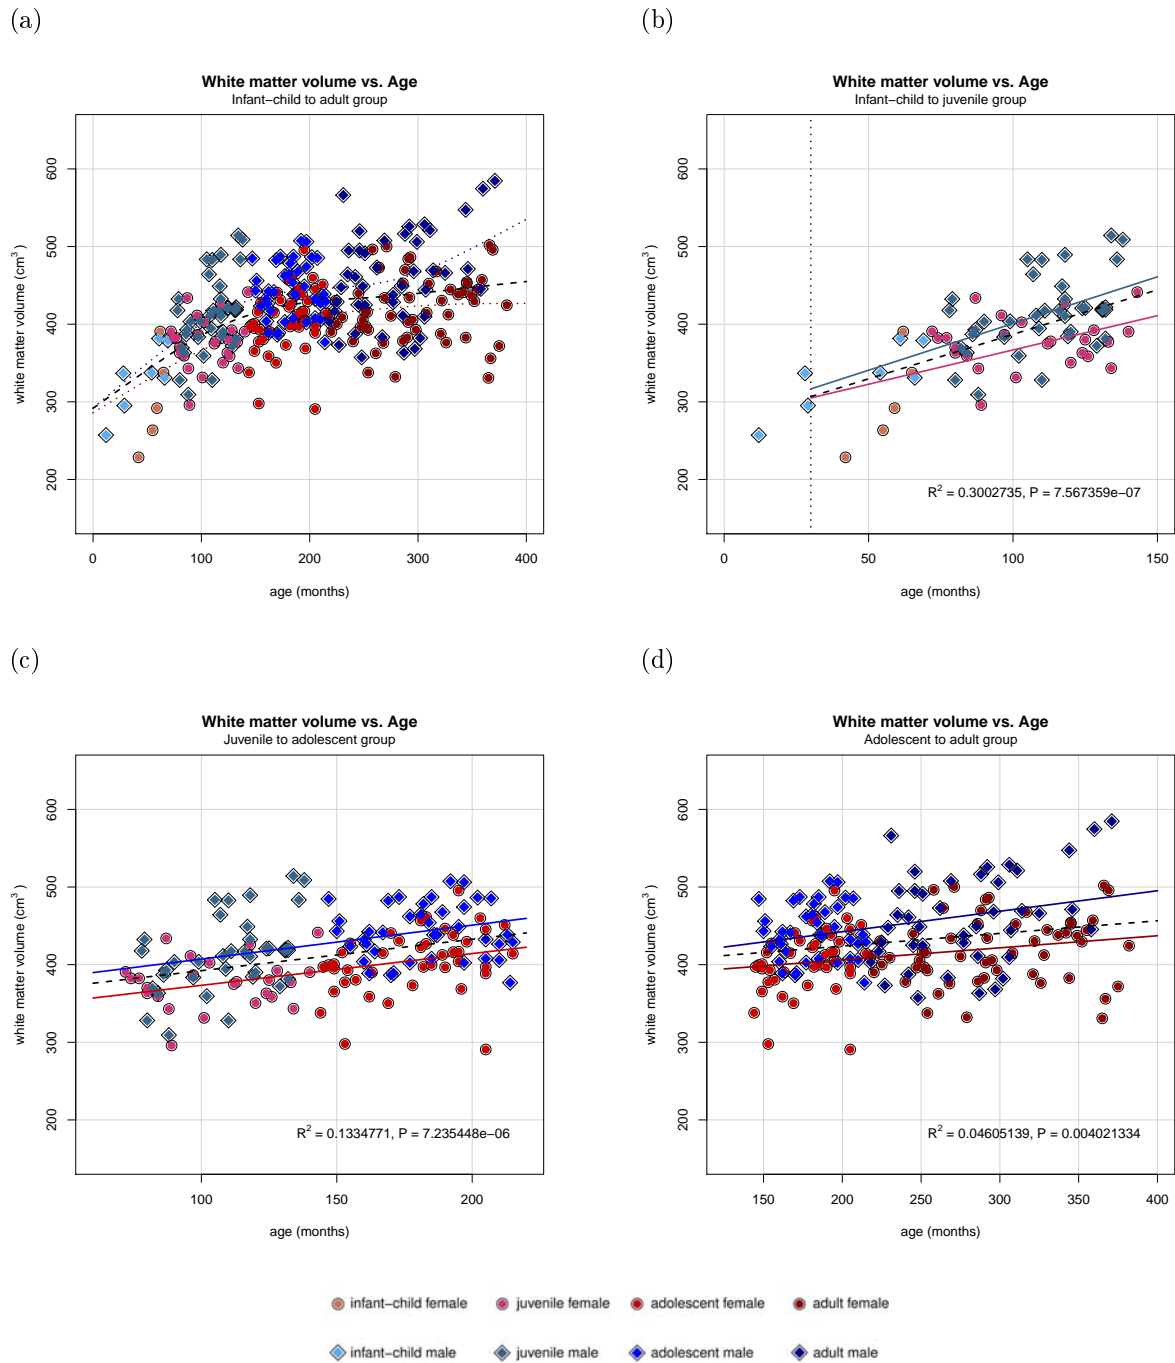 (a)
White matter volume vs. Age
Infant−child to adult group
white matter volume (cm³ )
600
500
400
300
200
0 100 200 300 400
age (months)
(b)
White matter volume vs. Age
Infant−child to juvenile group
white matter volume (cm³ )
600
500
400
300
200
R² = 0.3002735, P = 7.567359e−07
0 50 100 150
age (months)
(c)
White matter volume vs. Age
Juvenile to adolescent group
white matter volume (cm³ )
600
500
400
300
200
R² = 0.1334771, P = 7.235448e−06
100 150 200
age (months)
(d)
White matter volume vs. Age
Adolescent to adult group
white matter volume (cm³ )
600
500
400
300
200
R² = 0.04605139, P = 0.004021334
150 200 250 300 350 400
age (months)
infant−child female juvenile female adolescent female adult female
infant−child male juvenile male adolescent male adult male